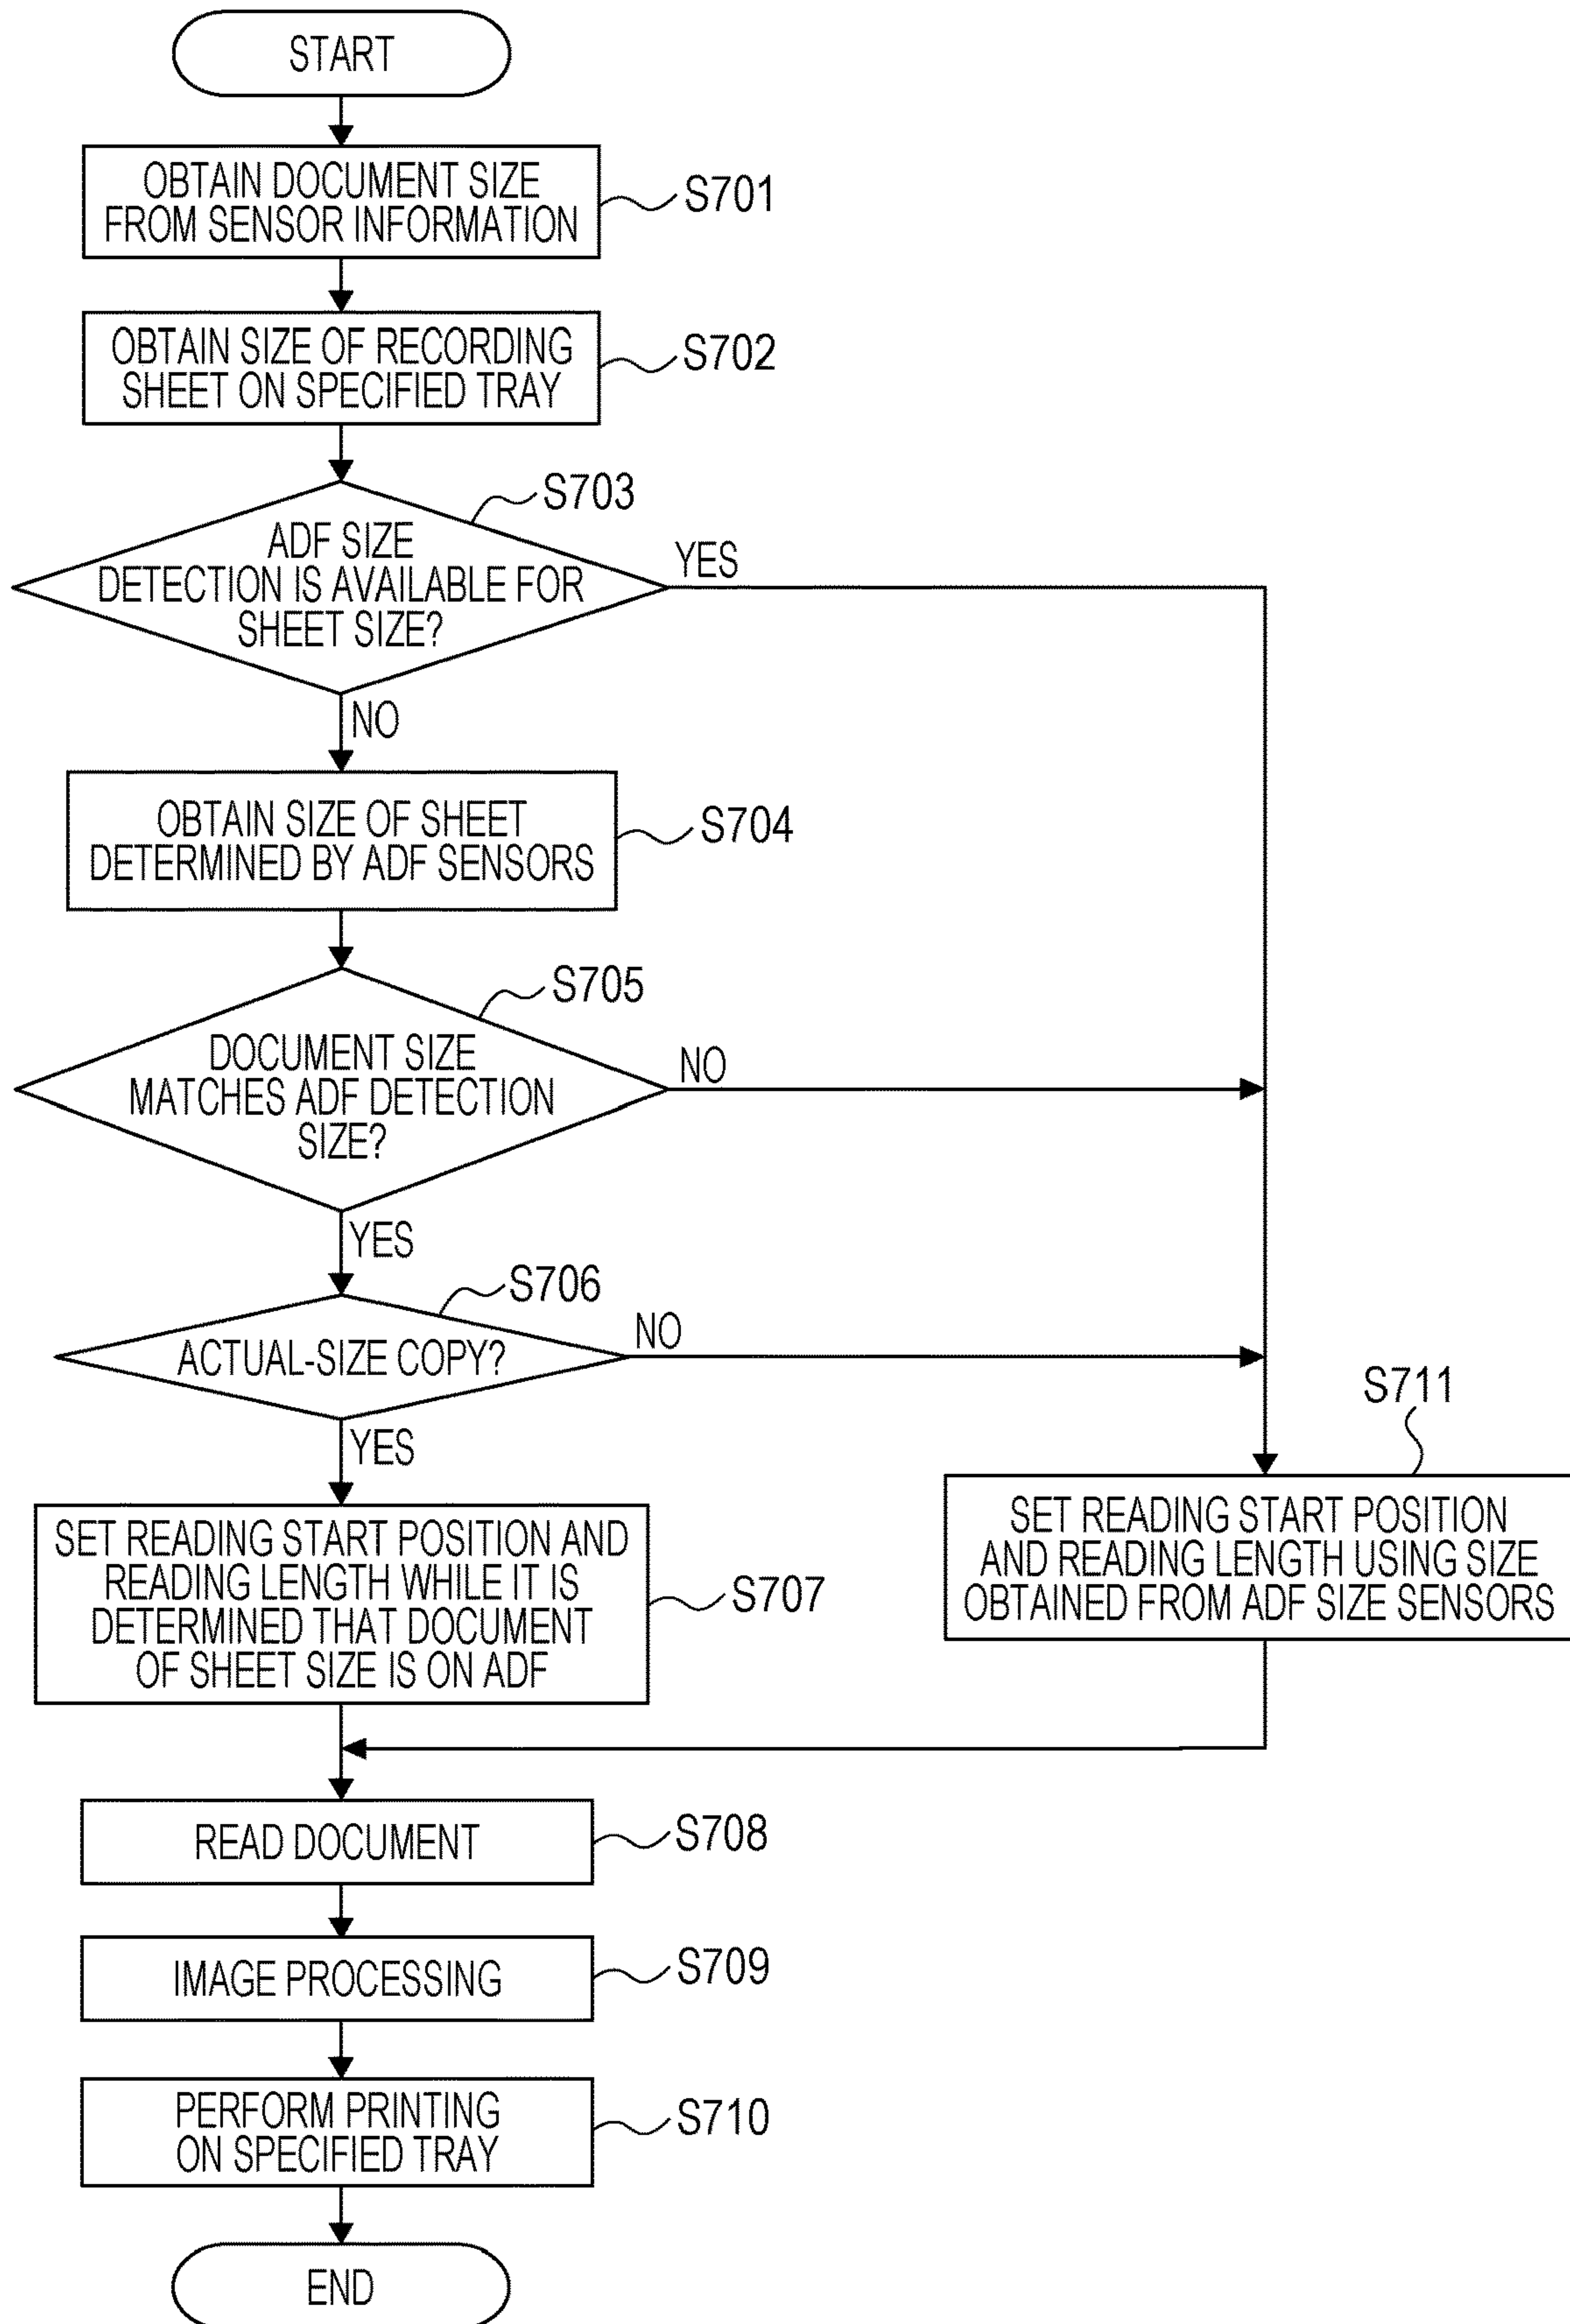 START
OBTAIN DOCUMENT SIZE
FROM SENSOR INFORMATION
S701
OBTAIN SIZE OF RECORDING
SHEET ON SPECIFIED TRAY
S702
S703
ADF SIZE
DETECTION IS AVAILABLE FOR
SHEET SIZE?
YES
NO
OBTAIN SIZE OF SHEET
DETERMINED BY ADF SENSORS
S704
S705
DOCUMENT SIZE
MATCHES ADF DETECTION
SIZE?
NO
YES
S706
ACTUAL-SIZE COPY?
NO
YES
S711
SET READING START POSITION
AND READING LENGTH USING SIZE
OBTAINED FROM ADF SIZE SENSORS
SET READING START POSITION AND
READING LENGTH WHILE IT IS
DETERMINED THAT DOCUMENT
OF SHEET SIZE IS ON ADF
S707
READ DOCUMENT
S708
IMAGE PROCESSING
S709
PERFORM PRINTING
ON SPECIFIED TRAY
S710
END